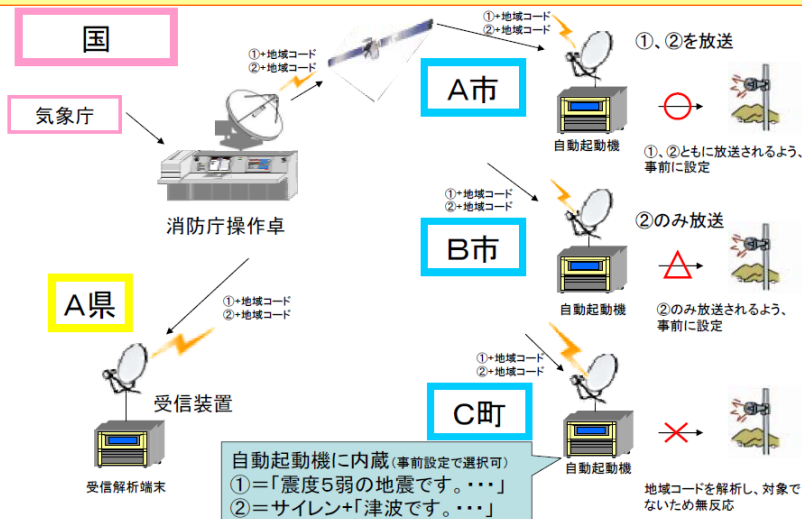 国
気象庁
消防庁操作卓
①+地域コード
②+地域コード
①+地域コード
②+地域コード
A市
自動起動機
①、②を放送
①、②ともに放送されるよう、
事前に設定
①+地域コード
②+地域コード
B市
自動起動機
②のみ放送
②のみ放送されるよう、
事前に設定
A県
①+地域コード
②+地域コード
受信装置
受信解析端末
①+地域コード
②+地域コード
C町
自動起動機
地域コードを解析し、対象で
ないため無反応
自動起動機に内蔵(事前設定で選択可)
①=「震度5弱の地震です。・・・」
②=サイレン+「津波です。・・・」